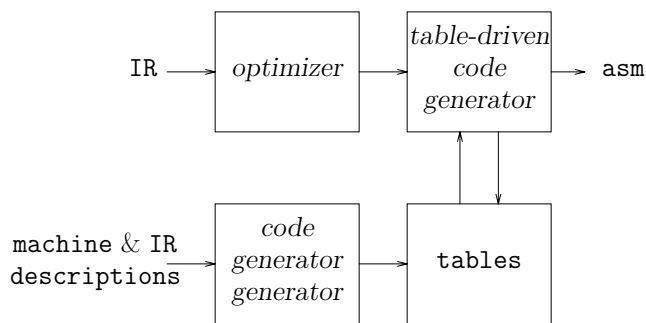 IR
optimizer
table-driven
code
generator
asm
machine & IR
descriptions
code
generator
generator
tables